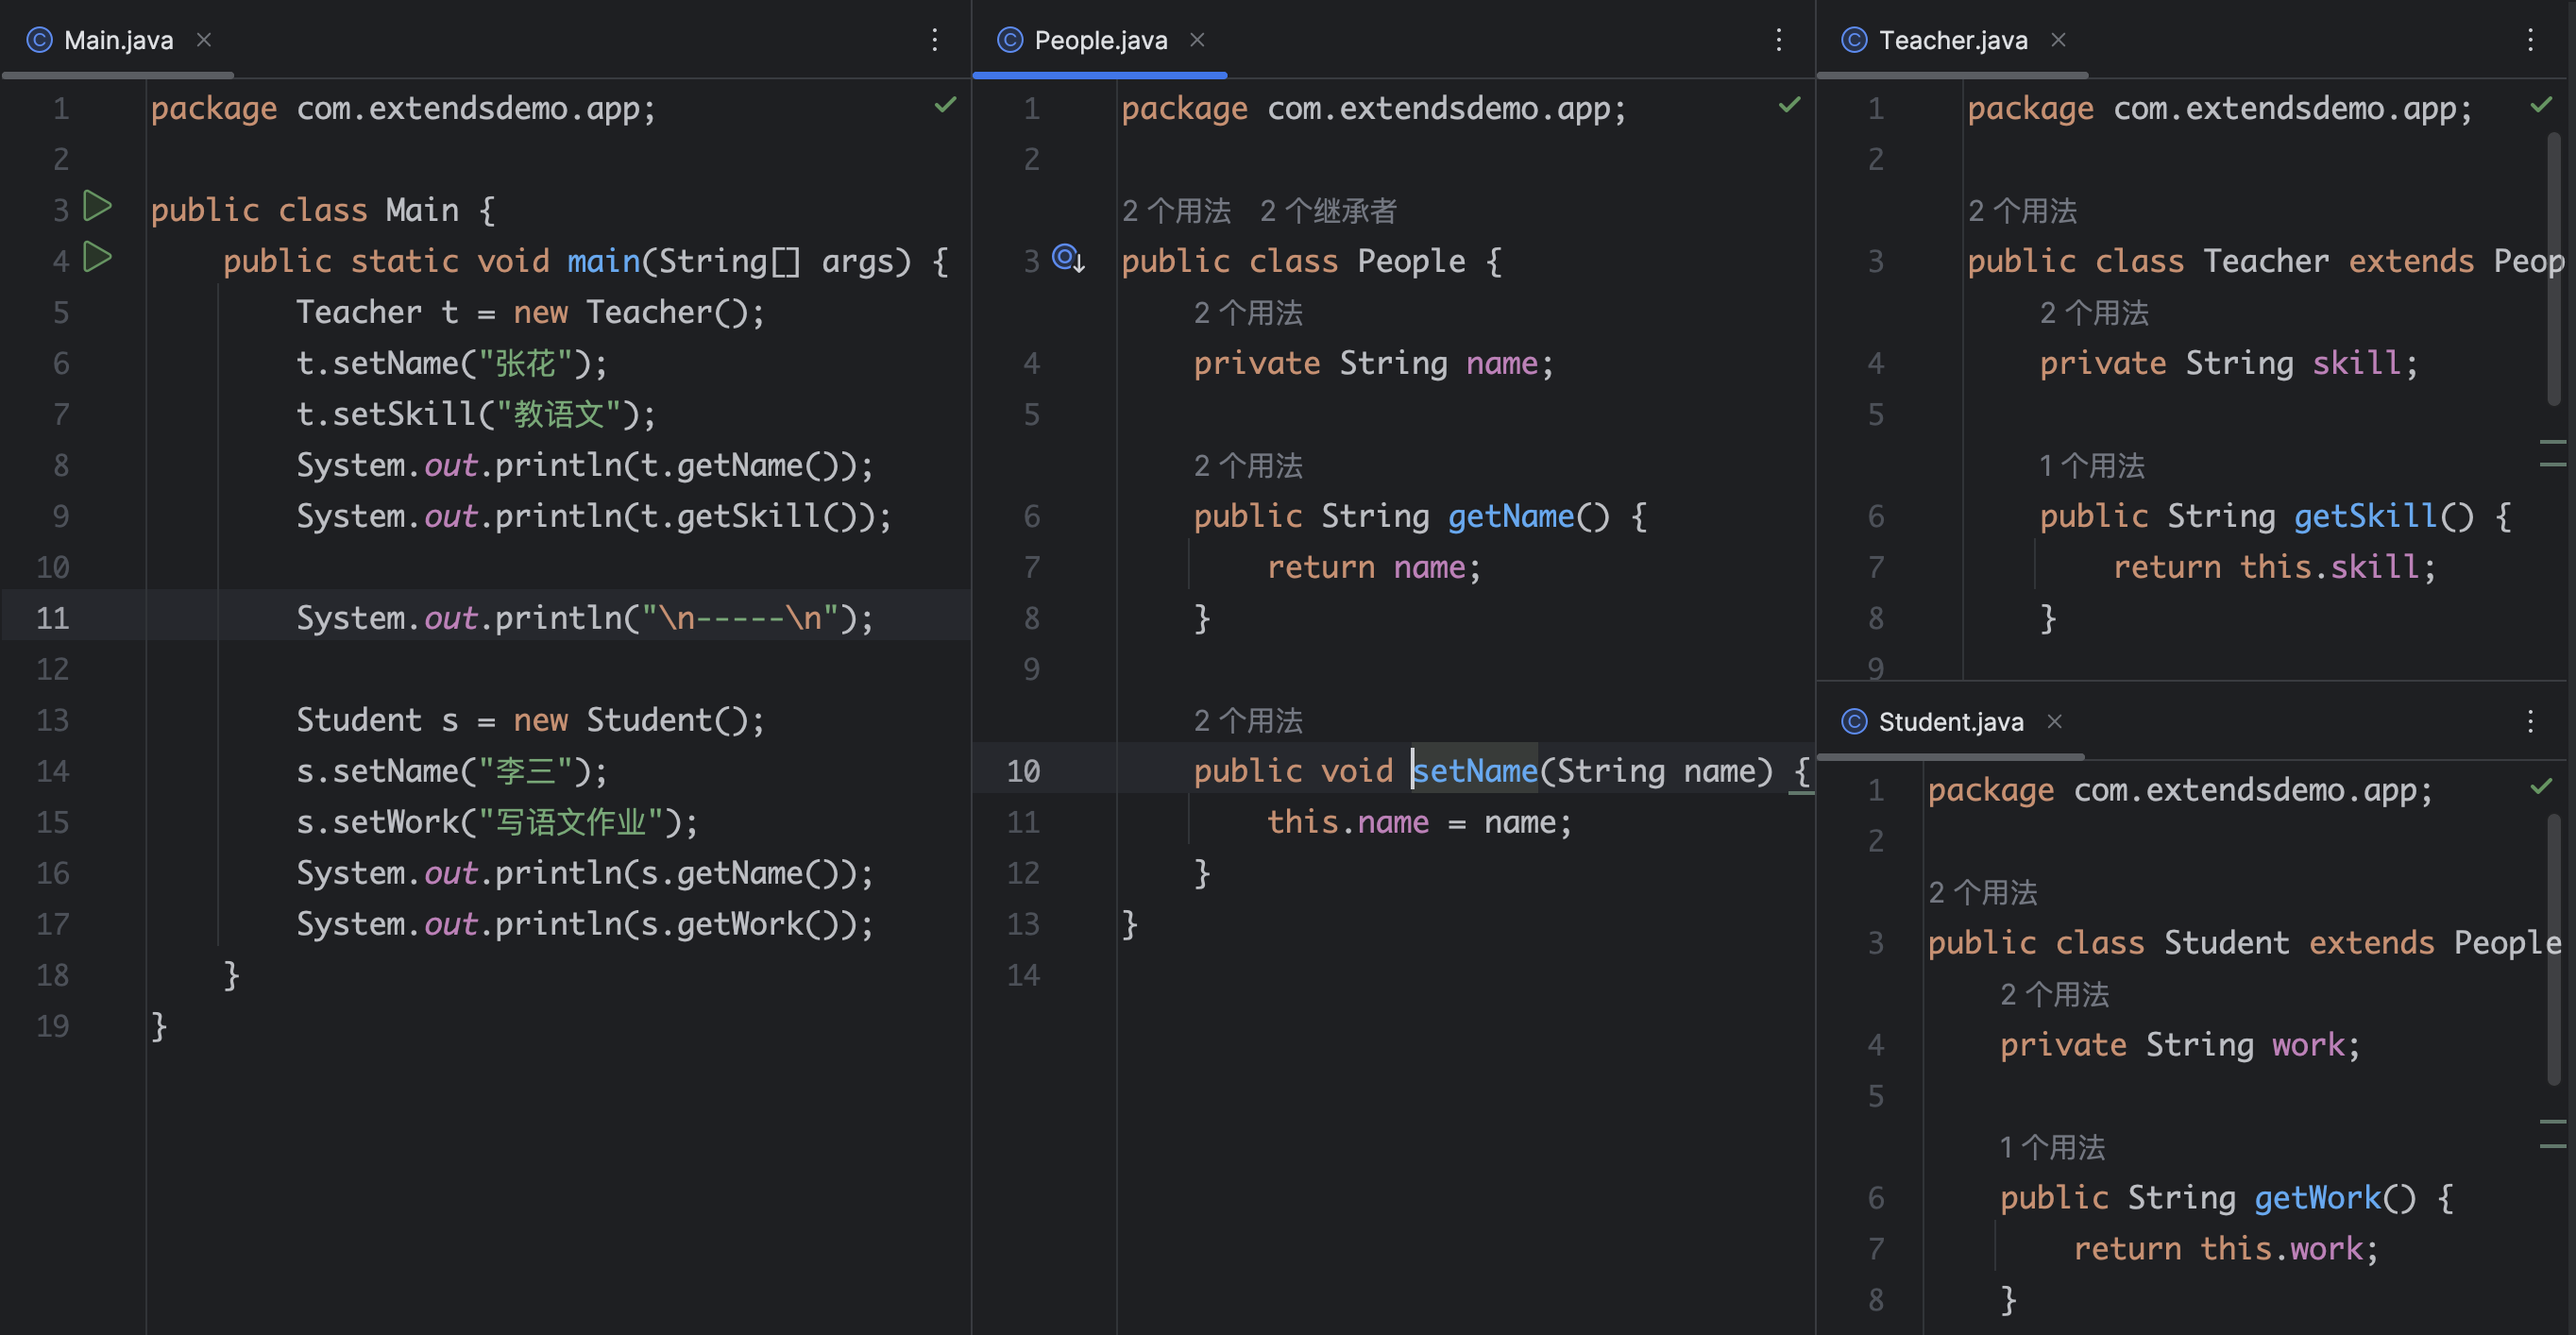 Main.java
1 package com.extendsdemo.app;
2
3 public class Main {
4 public static void main(String[] args) {
5 Teacher t = new Teacher();
6 t.setName("张花");
7 t.setSkill("教语文");
8 System.out.println(t.getName());
9 System.out.println(t.getSkill());
10
11 System.out.println("\n-----\n");
12
13 Student s = new Student();
14 s.setName("李三");
15 s.setWork("写语文作业");
16 System.out.println(s.getName());
17 System.out.println(s.getWork());
18 }
19 }
People.java
1 package com.extendsdemo.app;
2
2 个用法 2 个继承者
3 public class People {
2 个用法
4 private String name;
5
2 个用法
6 public String getName() {
7 return name;
8 }
9
2 个用法
10 public void setName(String name) {
11 this.name = name;
12 }
13 }
14
Teacher.java
1 package com.extendsdemo.app;
2
2 个用法
3 public class Teacher extends Peop
2 个用法
4 private String skill;
5
1 个用法
6 public String getSkill() {
7 return this.skill;
8 }
9
Student.java
1 package com.extendsdemo.app;
2
2 个用法
3 public class Student extends People
2 个用法
4 private String work;
5
1 个用法
6 public String getWork() {
7 return this.work;
8 }